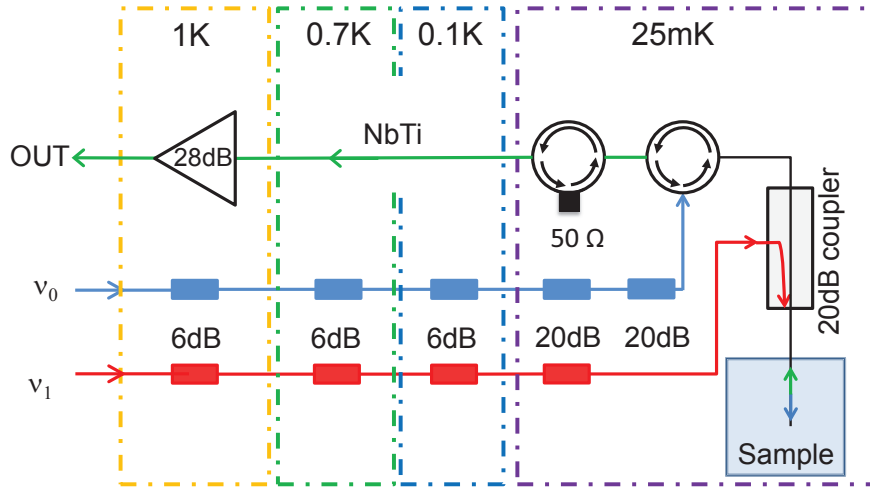 1K
0.7K
0.1K
25mK
OUT
28dB
NbTi
50 Ω
20dB coupler
ν0
6dB
6dB
6dB
20dB
20dB
ν1
Sample